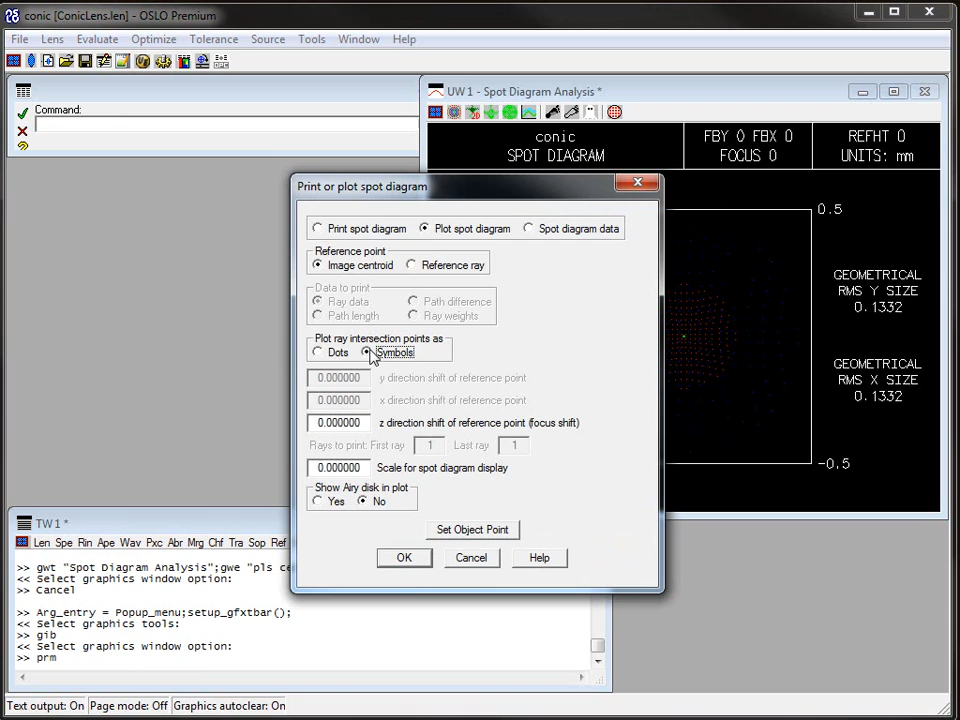 conic [ConicLens.len] - OSLO Premium
File Lens Evaluate Optimize Tolerance Source Tools Window Help
Command:
UW 1 - Spot Diagram Analysis *
conic
SPOT DIAGRAM
FBY 0 FBX 0
FOCUS 0
REFHT 0
UNITS: mm
0.5
GEOMETRICAL
RMS Y SIZE
0.1332
GEOMETRICAL
RMS X SIZE
0.1332
-0.5
Print or plot spot diagram
Print spot diagram Plot spot diagram Spot diagram data
Reference point
Image centroid Reference ray
Data to print
Ray data Path difference
Path length Ray weights
Plot ray intersection points as
Dots Symbols
0.000000 y direction shift of reference point
0.000000 x direction shift of reference point
0.000000 z direction shift of reference point (focus shift)
Rays to print: First ray 1 Last ray 1
0.000000 Scale for spot diagram display
Show Airy disk in plot
Yes No
Set Object Point
OK Cancel Help
TW 1 *
Len Spe Rin Ape Wav Pxc Abr Mrg Chf Tra Sop Ref
>> gwt "Spot Diagram Analysis";gwe "pls ce
<< Select graphics window option:
>> Cancel
>> Arg_entry = Popup_menu;setup_gfxtbar();
<< Select graphics tools:
>> gib
<< Select graphics window option:
>> prm
Text output: On Page mode: Off Graphics autoclear: On